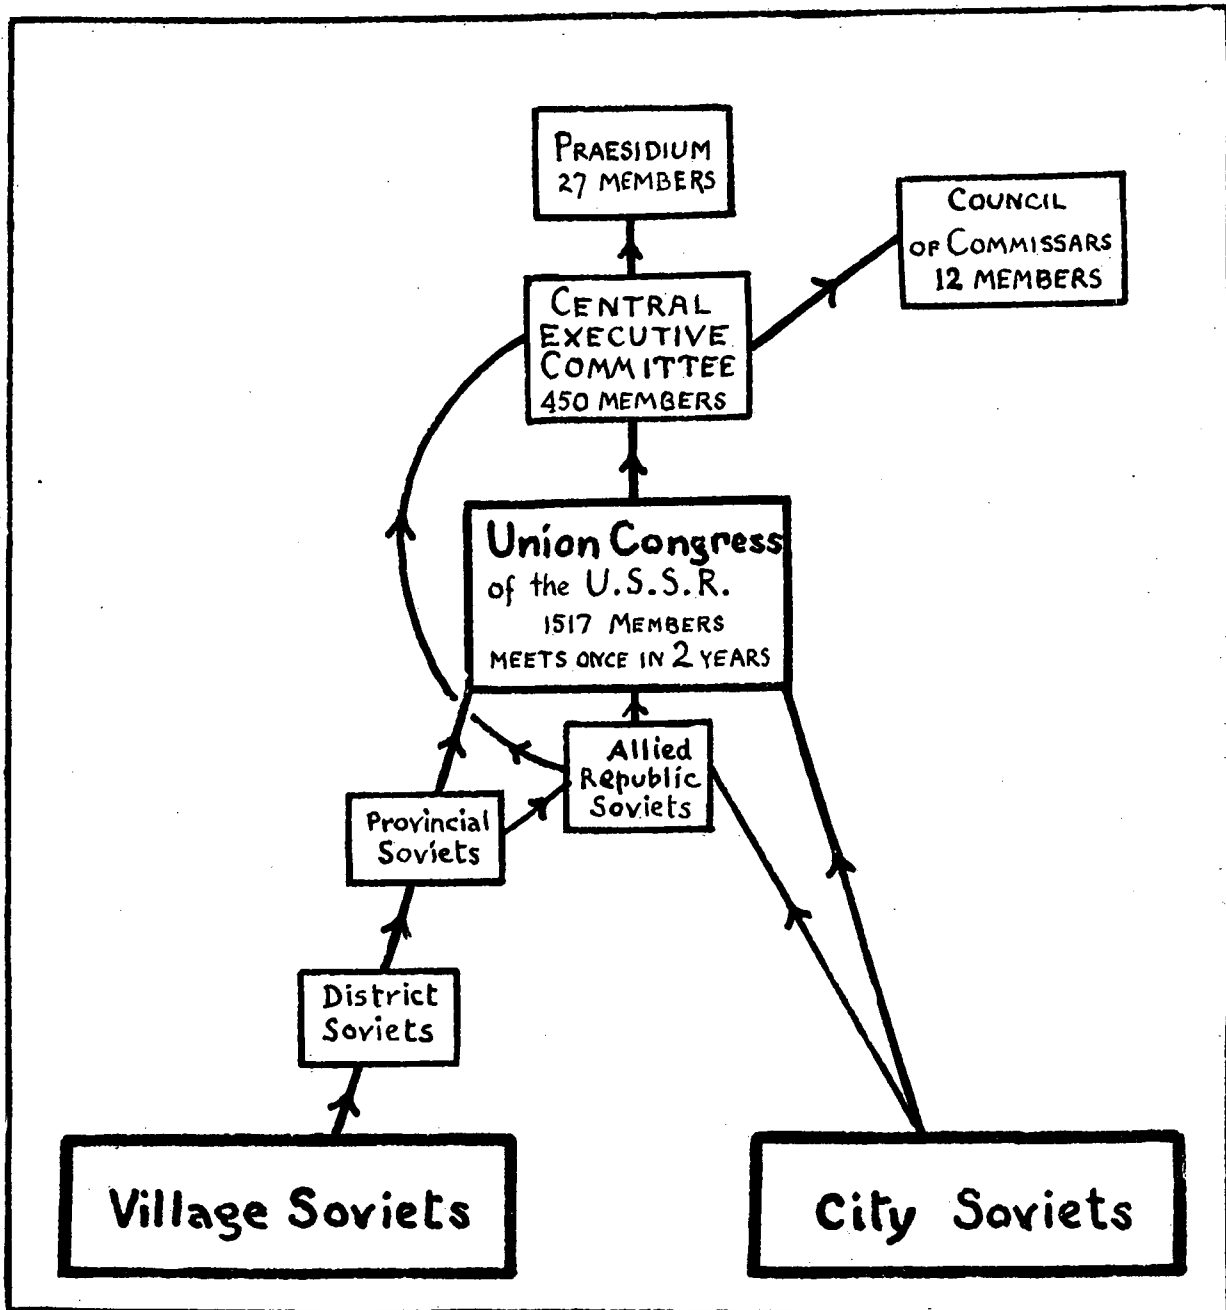 PRAESIDIUM
27 MEMBERS
COUNCIL
OF COMMISSARS
12 MEMBERS
CENTRAL
EXECUTIVE
COMMITTEE
450 MEMBERS
Union Congress
of the U.S.S.R.
1517 MEMBERS
MEETS ONCE IN 2 YEARS
Allied
Republic
Soviets
Provincial
Soviets
District
Soviets
Village Soviets
City Soviets